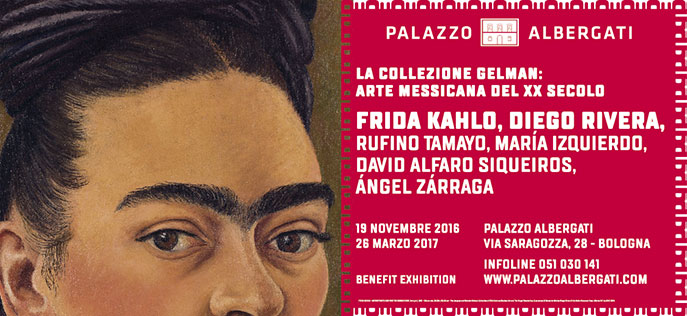 PALAZZO ALBERGATI
LA COLLEZIONE GELMAN:
ARTE MESSICANA DEL XX SECOLO
FRIDA KAHLO, DIEGO RIVERA,
RUFINO TAMAYO, MARÍA IZQUIERDO,
DAVID ALFARO SIQUEIROS,
ÁNGEL ZÁRRAGA
19 NOVEMBRE 2016
26 MARZO 2017
BENEFIT EXHIBITION
PALAZZO ALBERGATI
VIA SARAGOZZA, 28 - BOLOGNA
INFOLINE 051 030 141
WWW.PALAZZOALBERGATI.COM